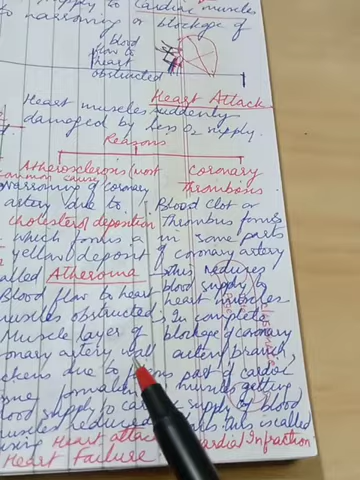 supply to cardiac muscles
to narrowing or blockage of
blood
flow to
heart
obstructed
Heart Attack
Heart muscles suddenly
damaged by less O2 supply.
Reasons
Atherosclerosis (most
common cause)
Narrowing of coronary
artery due to
cholesterol deposition
which forms a
yellow deposit
called Atheroma
Blood flow to heart
muscles obstructed,
Muscle layer of
coronary artery wall
due to
blood supply to
muscles reduced
Heart attack
Heart Failure
Coronary
Thrombosis
Blood Clot or
Thrombus forms
in some parts
of coronary artery
this reduces
blood supply to
heart muscles
In complete
blockage of coronary
artery branch,
part of cardiac
muscles getting
supply of blood
this is called